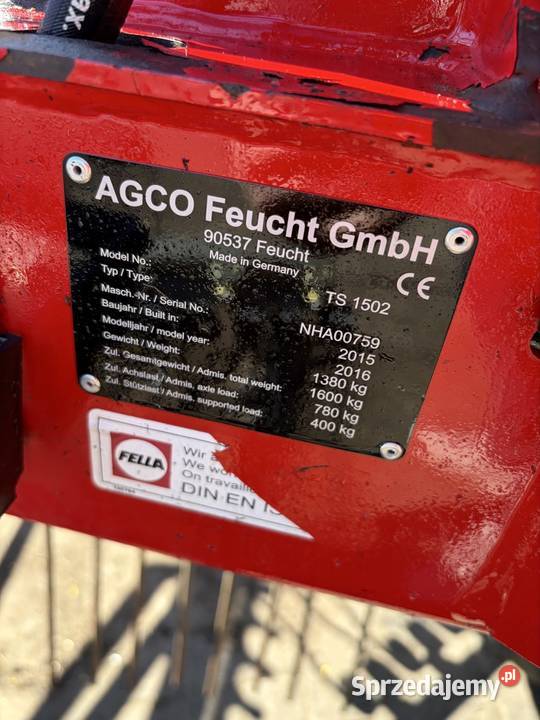 AGCO Feucht GmbH
90537 Feucht
Made in Germany
CE
Model No.:
Typ / Type TS 1502
Masch.-Nr. / Serial No.: NHA00759
Baujahr / Built in: 2015
Modelljahr / model year: 2016
Gewicht / Weight: 1380 kg
Zul. Gesamtgewicht / Admis. total weight: 1600 kg
Zul. Achslast / Admis. axle load: 780 kg
Zul. Stützlast / Admis. supported load: 400 kg
FELLA
Wir
We
On travaille
DIN EN
Sprzedajemy.pl